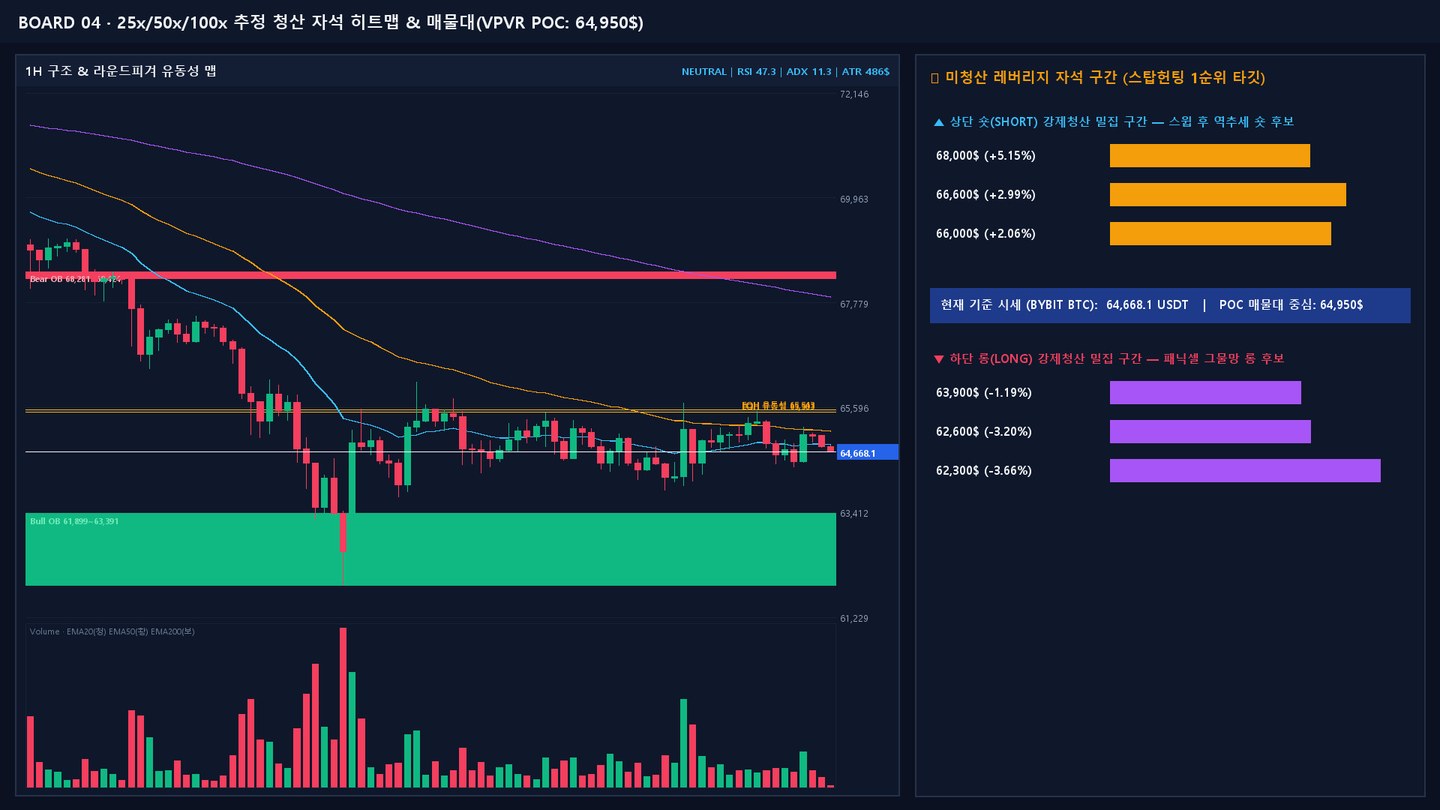 BOARD 04 · 25x/50x/100x 추정 청산 자석 히트맵 & 매물대(VPVR POC: 64,950$)
1H 구조 & 라운드피겨 유동성 맵
NEUTRAL | RSI 47.3 | ADX 11.3 | ATR 486$
72,146
69,963
67,779
65,596
64,668.1
63,412
61,229
Bear OB 68,281
EQH 유동성
Bull OB 61,899~63,391
Volume · EMA20(청) EMA50(황) EMA200(보)
미청산 레버리지 자석 구간 (스탑헌팅 1순위 타깃)
▲ 상단 숏(SHORT) 강제청산 밀집 구간 — 스윕 후 역추세 숏 후보
68,000$ (+5.15%)
66,600$ (+2.99%)
66,000$ (+2.06%)
현재 기준 시세 (BYBIT BTC): 64,668.1 USDT | POC 매물대 중심: 64,950$
▼ 하단 롱(LONG) 강제청산 밀집 구간 — 패닉셀 그물망 롱 후보
63,900$ (-1.19%)
62,600$ (-3.20%)
62,300$ (-3.66%)